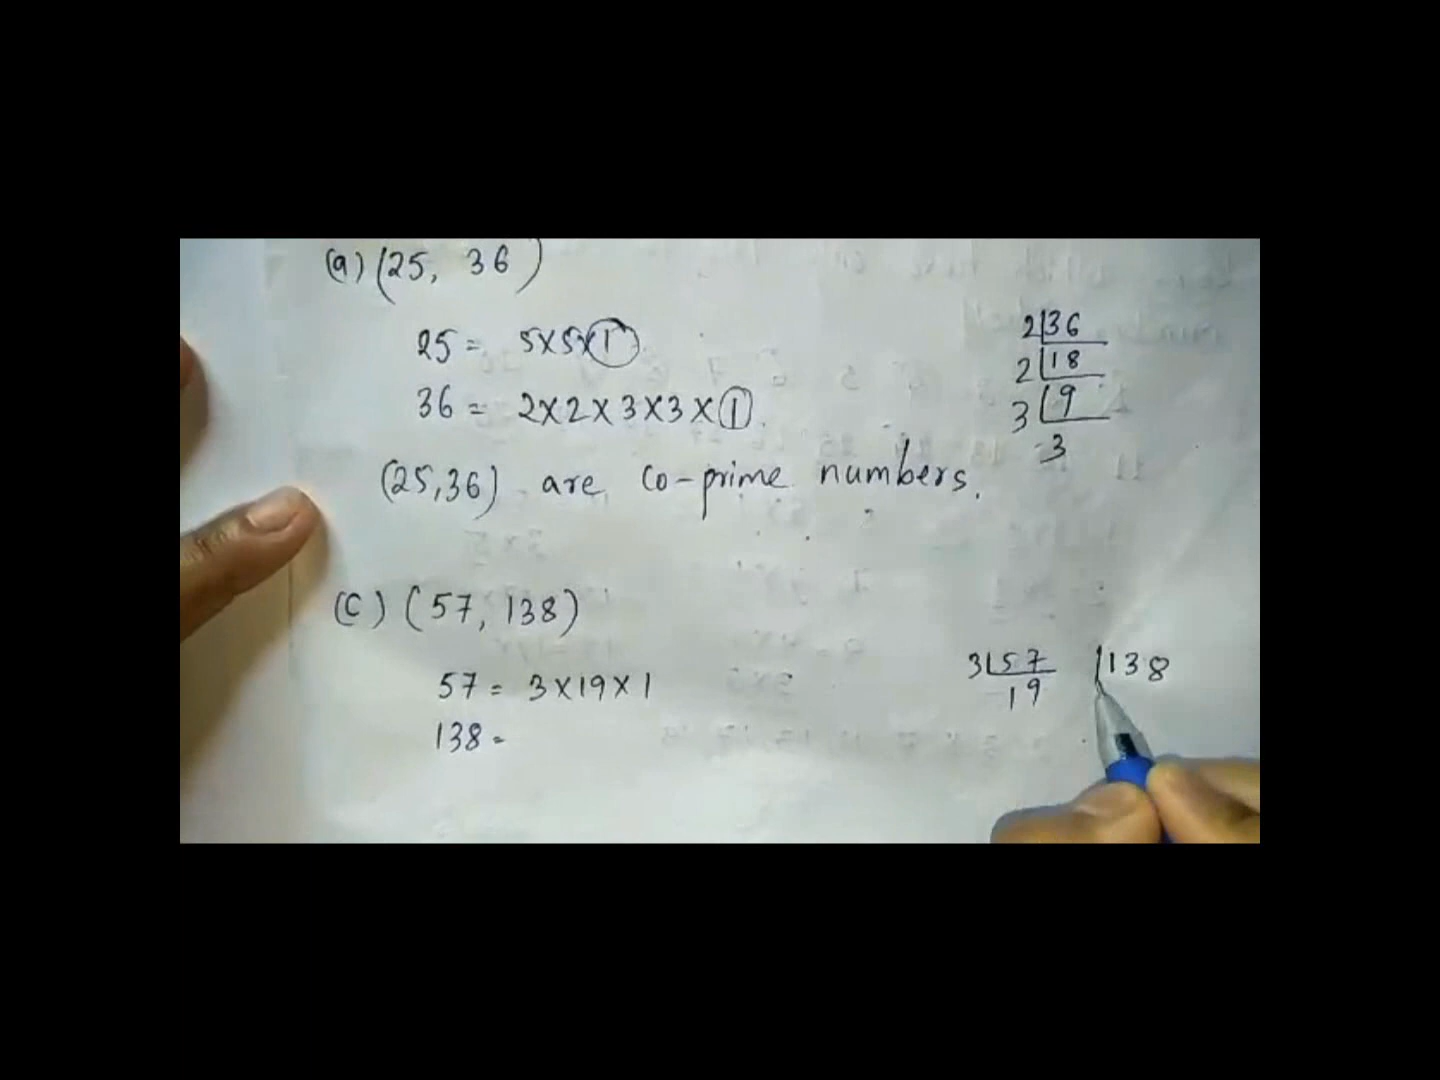 (a) (25, 36)
25 = 5×5×1
36 = 2×2×3×3×1
2|36
2|18
3|9
3
(25,36) are co-prime numbers.
(c) (57, 138)
57 = 3×19×1
138 =
3|57
19
|138